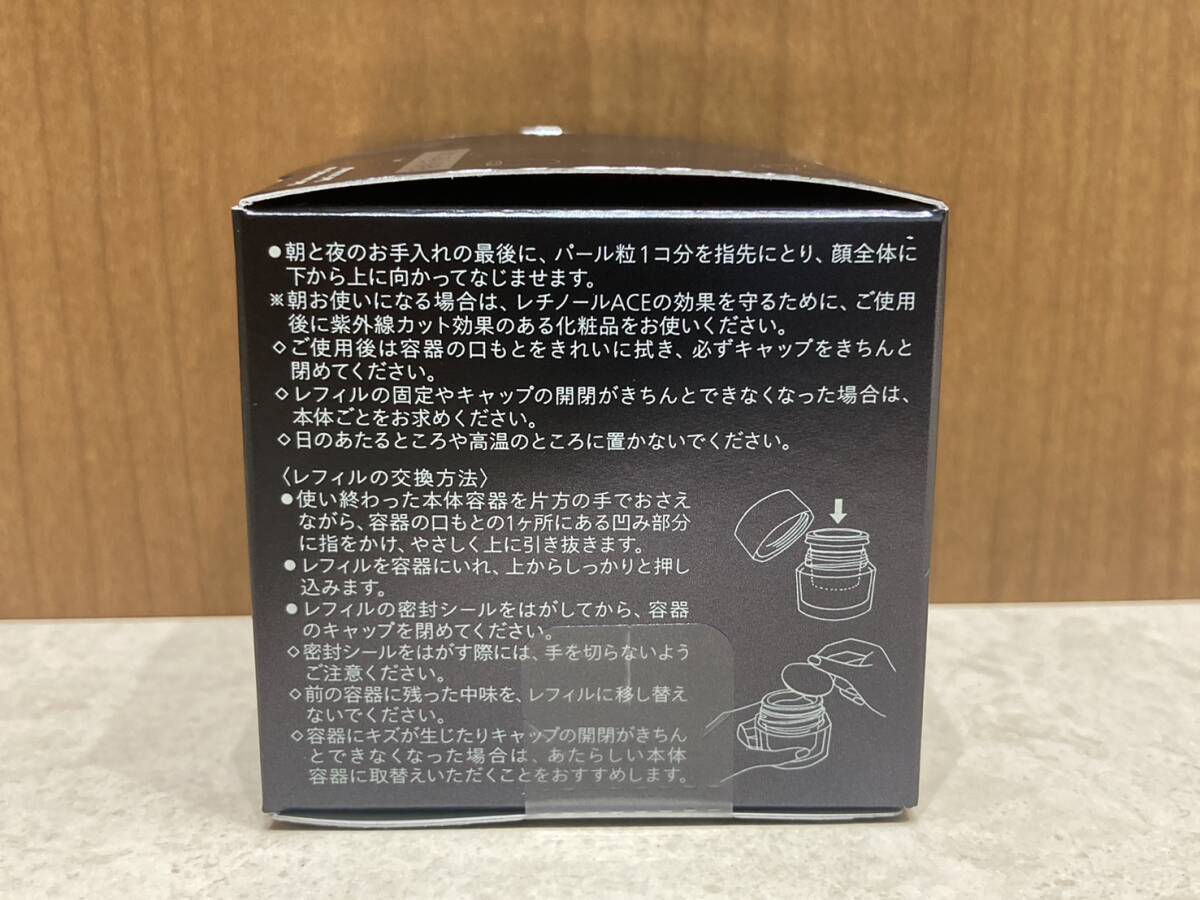 ●朝と夜のお手入れの最後に、パール粒1コ分を指先にとり、顔全体に
下から上に向かってなじませます。
※朝お使いになる場合は、レチノールACEの効果を守るために、ご使用
後に紫外線カット効果のある化粧品をお使いください。
◇ご使用後は容器の口もとをきれいに拭き、必ずキャップをきちんと
閉めてください。
◇レフィルの固定やキャップの開閉がきちんとできなくなった場合は、
本体ごとをお求めください。
◇日のあたるところや高温のところに置かないでください。
〈レフィルの交換方法〉
●使い終わった本体容器を片方の手でおさえ
ながら、容器の口もとの1ヶ所にある凹み部分
に指をかけ、やさしく上に引き抜きます。
●レフィルを容器にいれ、上からしっかりと押し
込みます。
●レフィルの密封シールをはがしてから、容器
のキャップを閉めてください。
◇密封シールをはがす際には、手を切らないよう
ご注意ください。
◇前の容器に残った中味を、レフィルに移し替え
ないでください。
◇容器にキズが生じたりキャップの開閉がきちん
とできなくなった場合は、あたらしい本体
容器に取替えいただくことをおすすめします。